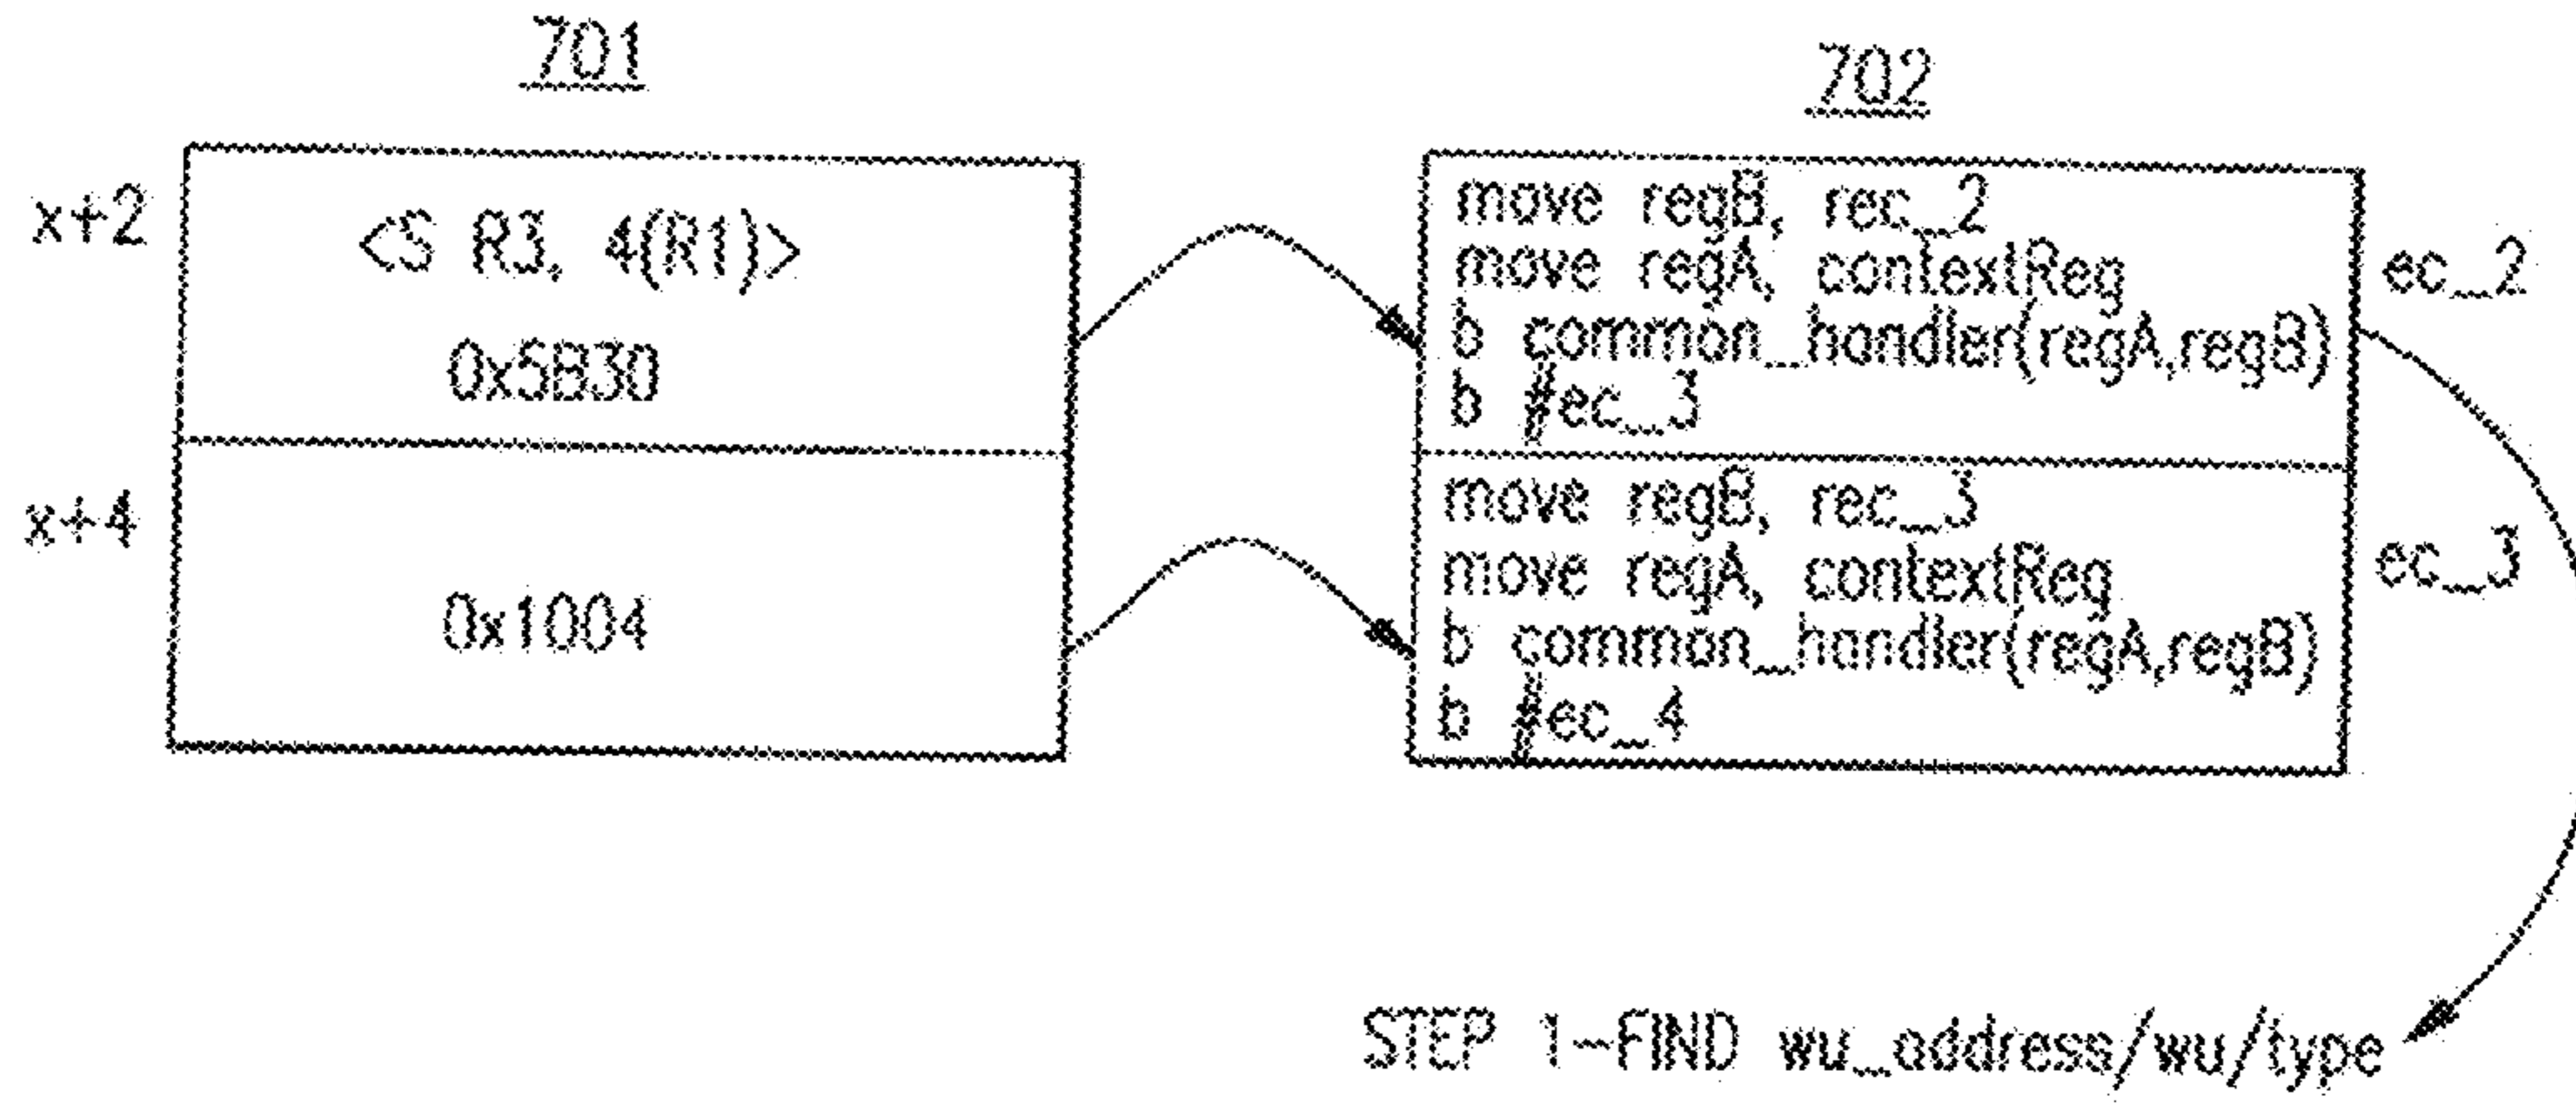 701
702
x+2
<S R3, 4(R1)>
0x5B30
x+4
0x1004
move regB, rec_2
move regA, contextReg
b common_handler(regA,regB)
b #ec_3
ec_2
move regB, rec_3
move regA, contextReg
b common_handler(regA,regB)
b #ec_4
ec_3
STEP 1-FIND wu_address/wu/type